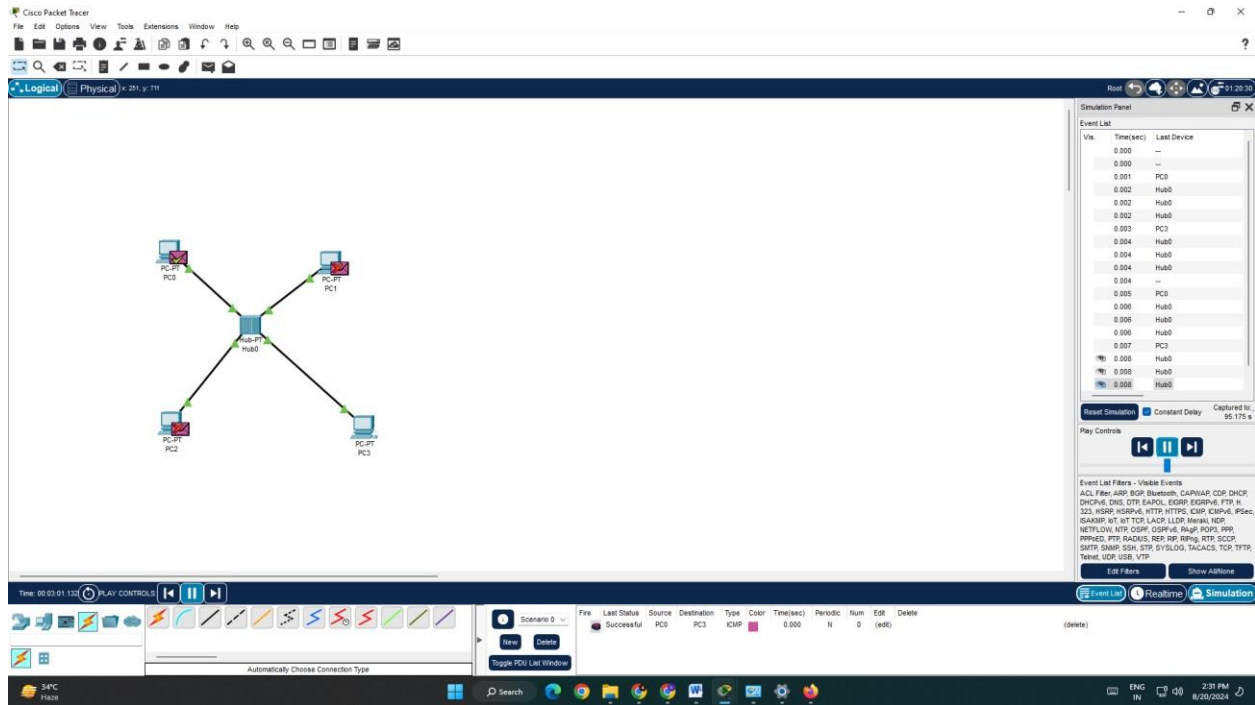 Cisco Packet Tracer
File Edit Options View Tools Extensions Window Help
?
Logical Physical x: 251, y: 711 Root 01:20:30
Simulation Panel
Event List
Vis. Time(sec) Last Device
0.000 --
0.000 --
0.001 PC0
0.002 Hub0
0.002 Hub0
0.002 Hub0
0.003 PC3
0.004 Hub0
0.004 Hub0
0.004 Hub0
0.004 --
0.005 PC0
0.006 Hub0
0.006 Hub0
0.006 Hub0
0.007 PC3
0.008 Hub0
0.008 Hub0
0.008 Hub0
Reset Simulation Constant Delay Captured to:
95.175 s
Play Controls
Event List Filters - Visible Events
ACL Filter, ARP, BGP, Bluetooth, CAPWAP, CDP, DHCP,
DHCPv6, DNS, DTP, EAPOL, EIGRP, EIGRPv6, FTP, H.
323, HSRP, HSRPv6, HTTP, HTTPS, ICMP, ICMPv6, IPSec,
ISAKMP, IoT, IoT TCP, LACP, LLDP, Meraki, NDP,
NETFLOW, NTP, OSPF, OSPFv6, PAgP, POP3, PPP,
PPPoED, PTP, RADIUS, REP, RIP, RIPng, RTP, SCCP,
SMTP, SNMP, SSH, STP, SYSLOG, TACACS, TCP, TFTP,
Telnet, UDP, USB, VTP
Edit Filters Show All/None
PC-PT
PC0
PC-PT
PC1
Hub-PT
Hub0
PC-PT
PC2
PC-PT
PC3
Time: 00:03:01.132 PLAY CONTROLS: Event List Realtime Simulation
Scenario 0
New Delete
Toggle PDU List Window
Fire Last Status Source Destination Type Color Time(sec) Periodic Num Edit Delete
Successful PC0 PC3 ICMP 0.000 N 0 (edit) (delete)
Automatically Choose Connection Type
34°C
Haze
Search
ENG
IN
2:31 PM
8/20/2024